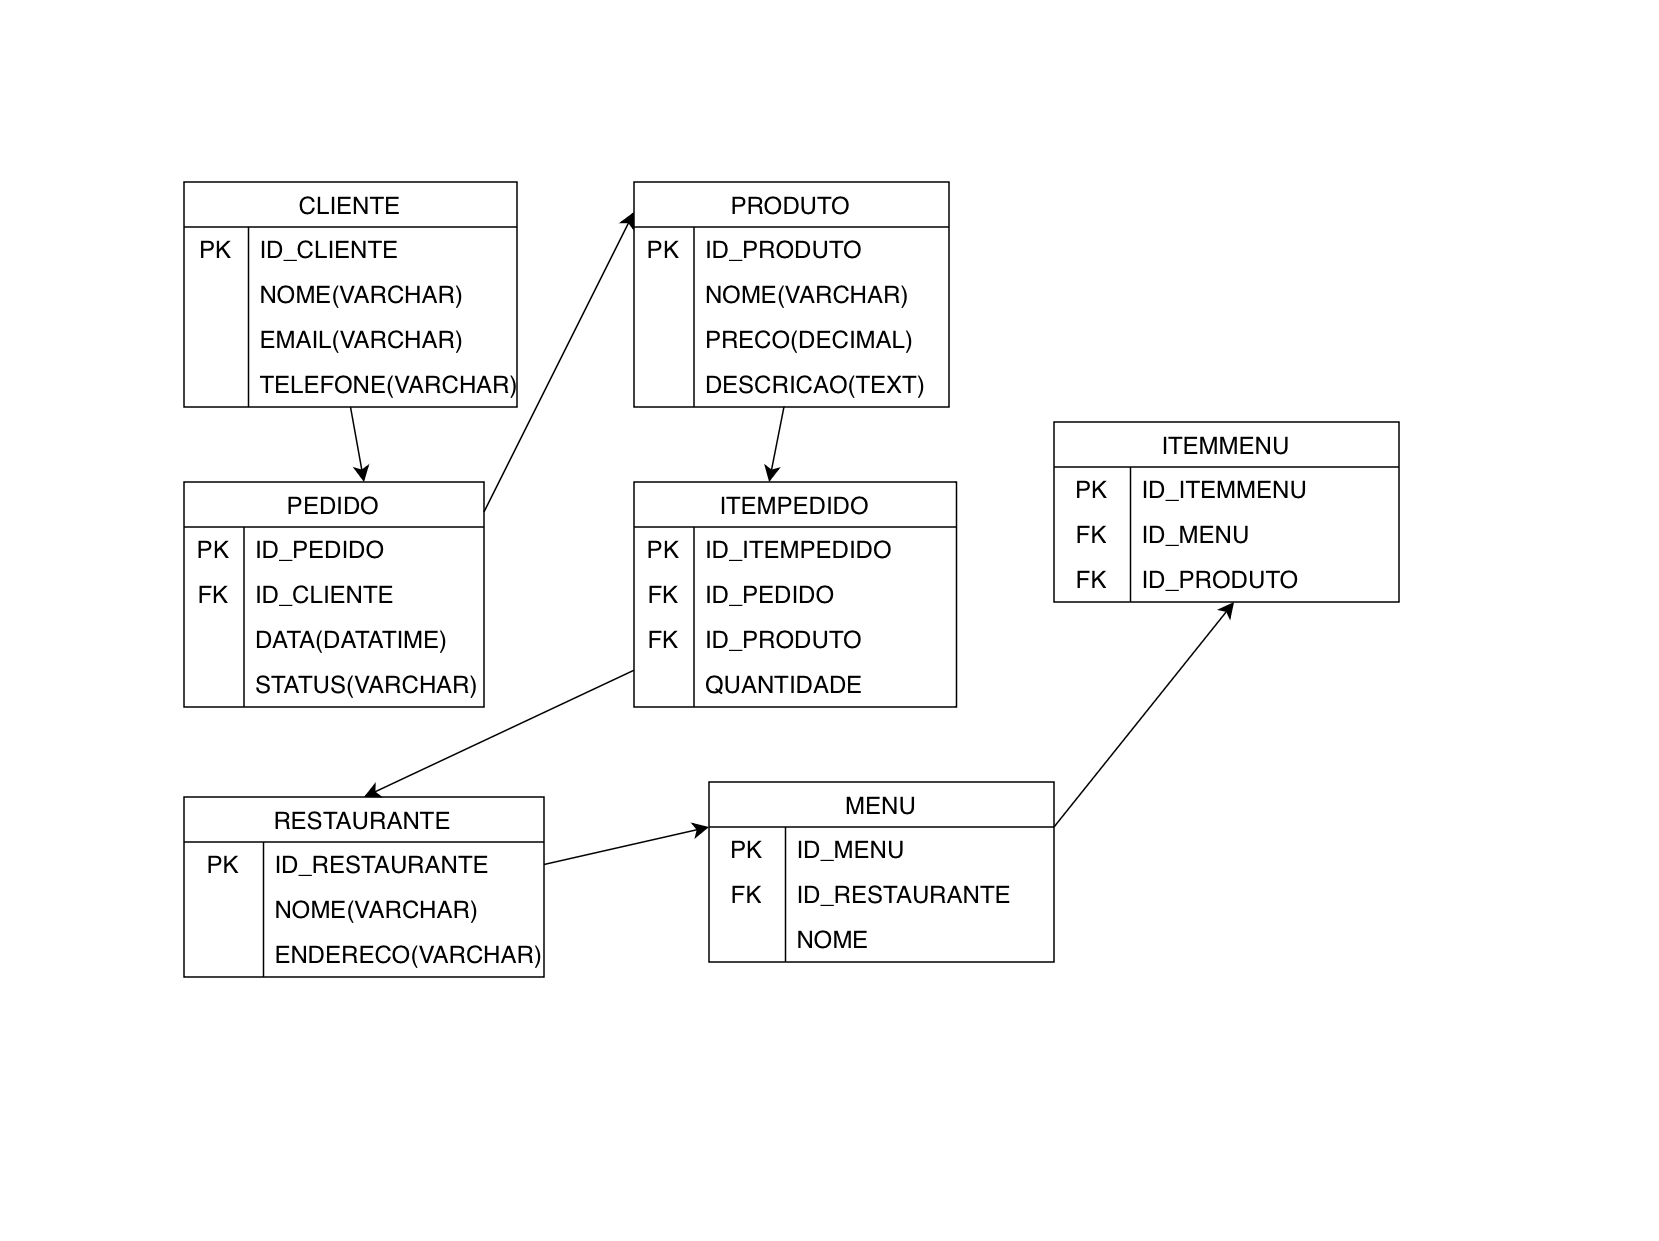 CLIENTE
PK ID_CLIENTE
NOME(VARCHAR)
EMAIL(VARCHAR)
TELEFONE(VARCHAR)
PRODUTO
PK ID_PRODUTO
NOME(VARCHAR)
PRECO(DECIMAL)
DESCRICAO(TEXT)
PEDIDO
PK ID_PEDIDO
FK ID_CLIENTE
DATA(DATATIME)
STATUS(VARCHAR)
ITEMPEDIDO
PK ID_ITEMPEDIDO
FK ID_PEDIDO
FK ID_PRODUTO
QUANTIDADE
ITEMMENU
PK ID_ITEMMENU
FK ID_MENU
FK ID_PRODUTO
RESTAURANTE
PK ID_RESTAURANTE
NOME(VARCHAR)
ENDERECO(VARCHAR)
MENU
PK ID_MENU
FK ID_RESTAURANTE
NOME